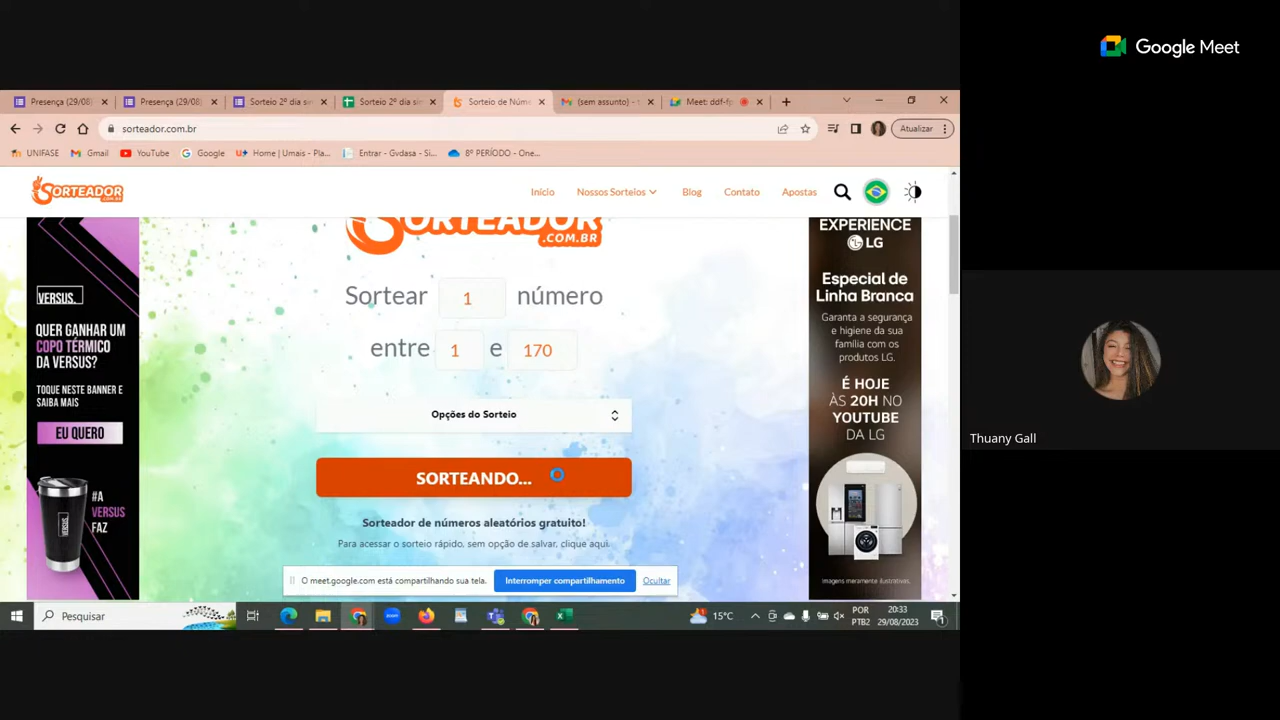 Google Meet
Presença (29/08)
Presença (29/08)
Sorteio 2º dia sin
Sorteio 2º dia sin
Sorteio de Núme
(sem assunto) - t
Meet: ddf-fp
sorteador.com.br
Atualizar
UNIFASE
Gmail
YouTube
Google
Home | Umais - Pla...
Entrar - Gvdasa - Si...
8º PERÍODO - One...
SORTEADOR
.COM.BR
Início
Nossos Sorteios
Blog
Contato
Apostas
SORTEADOR
.COM.BR
Sortear 1 número
entre 1 e 170
Opções do Sorteio
SORTEANDO...
Sorteador de números aleatórios gratuito!
Para acessar o sorteio rápido, sem opção de salvar, clique aqui.
VERSUS.
QUER GANHAR UM
COPO TÉRMICO
DA VERSUS?
TOQUE NESTE BANNER E
SAIBA MAIS
EU QUERO
#A
VERSUS
FAZ
EXPERIENCE
LG
Especial de
Linha Branca
Garanta a segurança
e higiene da sua
família com os
produtos LG.
É HOJE
ÀS 20H NO
YOUTUBE
DA LG
imagens meramente ilustrativas.
O meet.google.com está compartilhando sua tela.
Interromper compartilhamento
Ocultar
Pesquisar
15°C
POR
PTB2
20:33
29/08/2023
1
Thuany Gall